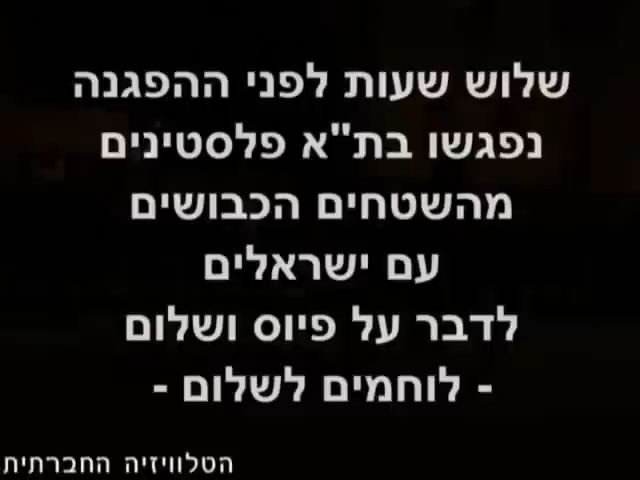 שלוש שעות לפני ההפגנה
נפגשו בת"א פלסטינים
מהשטחים הכבושים
עם ישראלים
לדבר על פיוס ושלום
- לוחמים לשלום -
הטלוויזיה החברתית